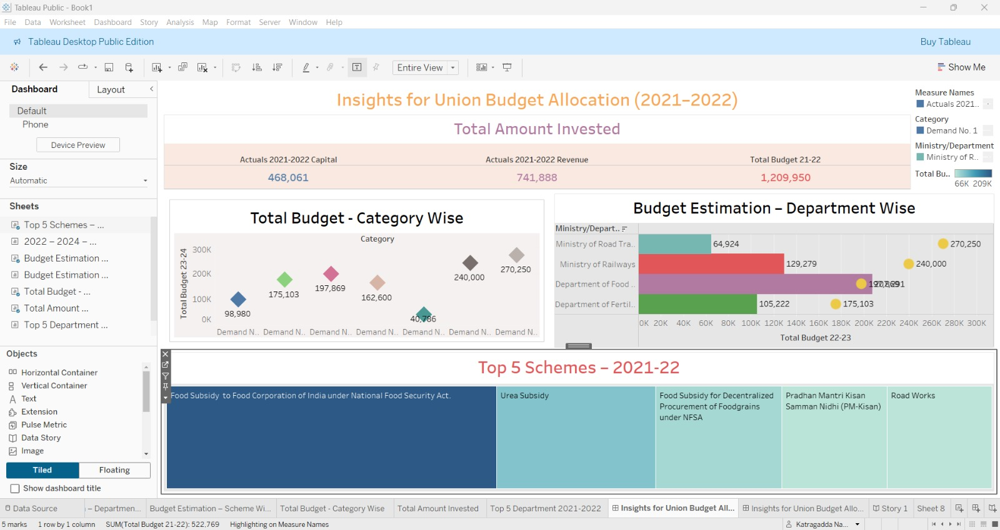 Tableau Public - Book1
File Data Worksheet Dashboard Story Analysis Map Format Server Window Help
Tableau Desktop Public Edition
Buy Tableau
Entire View
Show Me
Dashboard
Layout
Default
Phone
Device Preview
Size
Automatic
Sheets
Top 5 Schemes – ...
2022 – 2024 – ...
Budget Estimation ...
Budget Estimation ...
Total Budget - ...
Total Amount ...
Top 5 Department ...
Objects
Horizontal Container
Vertical Container
Text
Extension
Pulse Metric
Data Story
Image
Tiled
Floating
Show dashboard title
Insights for Union Budget Allocation (2021–2022)
Total Amount Invested
Actuals 2021-2022 Capital
Actuals 2021-2022 Revenue
Total Budget 21-22
468,061
741,888
1,209,950
Measure Names
Actuals 2021..
Category
Demand No. 1
Ministry/Department
Ministry of R..
Total Bu..
66K 209K
Total Budget - Category Wise
Category
Total Budget 23-24
300K
200K
100K
0K
98,980
175,103
197,869
162,600
40,786
240,000
270,250
Demand N.. Demand N.. Demand N.. Demand N.. Demand N.. Demand N.. Demand N..
Budget Estimation – Department Wise
Ministry/Depart..
Ministry of Road Tra..
64,924
270,250
Ministry of Railways
129,279
240,000
Department of Food ..
Department of Fertil..
105,222
175,103
0K 20K 40K 60K 80K 100K 120K 140K 160K 180K 200K 220K 240K 260K 280K 300K
Total Budget 22-23
Top 5 Schemes – 2021-22
Food Subsidy to Food Corporation of India under National Food Security Act.
Urea Subsidy
Food Subsidy for Decentralized
Procurement of Foodgrains
under NFSA
Pradhan Mantri Kisan
Samman Nidhi (PM-Kisan)
Road Works
Data Source
– Departmen...
Budget Estimation – Scheme Wi...
Total Budget - Category Wise
Total Amount Invested
Top 5 Department 2021-2022
Insights for Union Budget All...
Insights for Union Budget Allo...
Story 1
Sheet 8
5 marks
1 row by 1 column
SUM(Total Budget 21-22): 522,769
Highlighting on Measure Names
Katragadda Na...